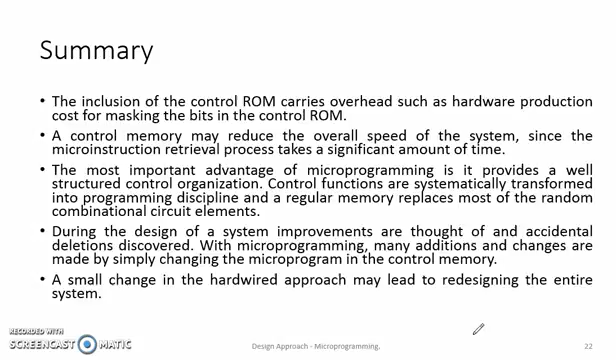 Summary
• The inclusion of the control ROM carries overhead such as hardware production
cost for masking the bits in the control ROM.
• A control memory may reduce the overall speed of the system, since the
microinstruction retrieval process takes a significant amount of time.
• The most important advantage of microprogramming is it provides a well
structured control organization. Control functions are systematically transformed
into programming discipline and a regular memory replaces most of the random
combinational circuit elements.
• During the design of a system improvements are thought of and accidental
deletions discovered. With microprogramming, many additions and changes are
made by simply changing the microprogram in the control memory.
• A small change in the hardwired approach may lead to redesigning the entire
system.
RECORDED WITH
SCREENCAST MATIC
Design Approach - Microprogramming.
22